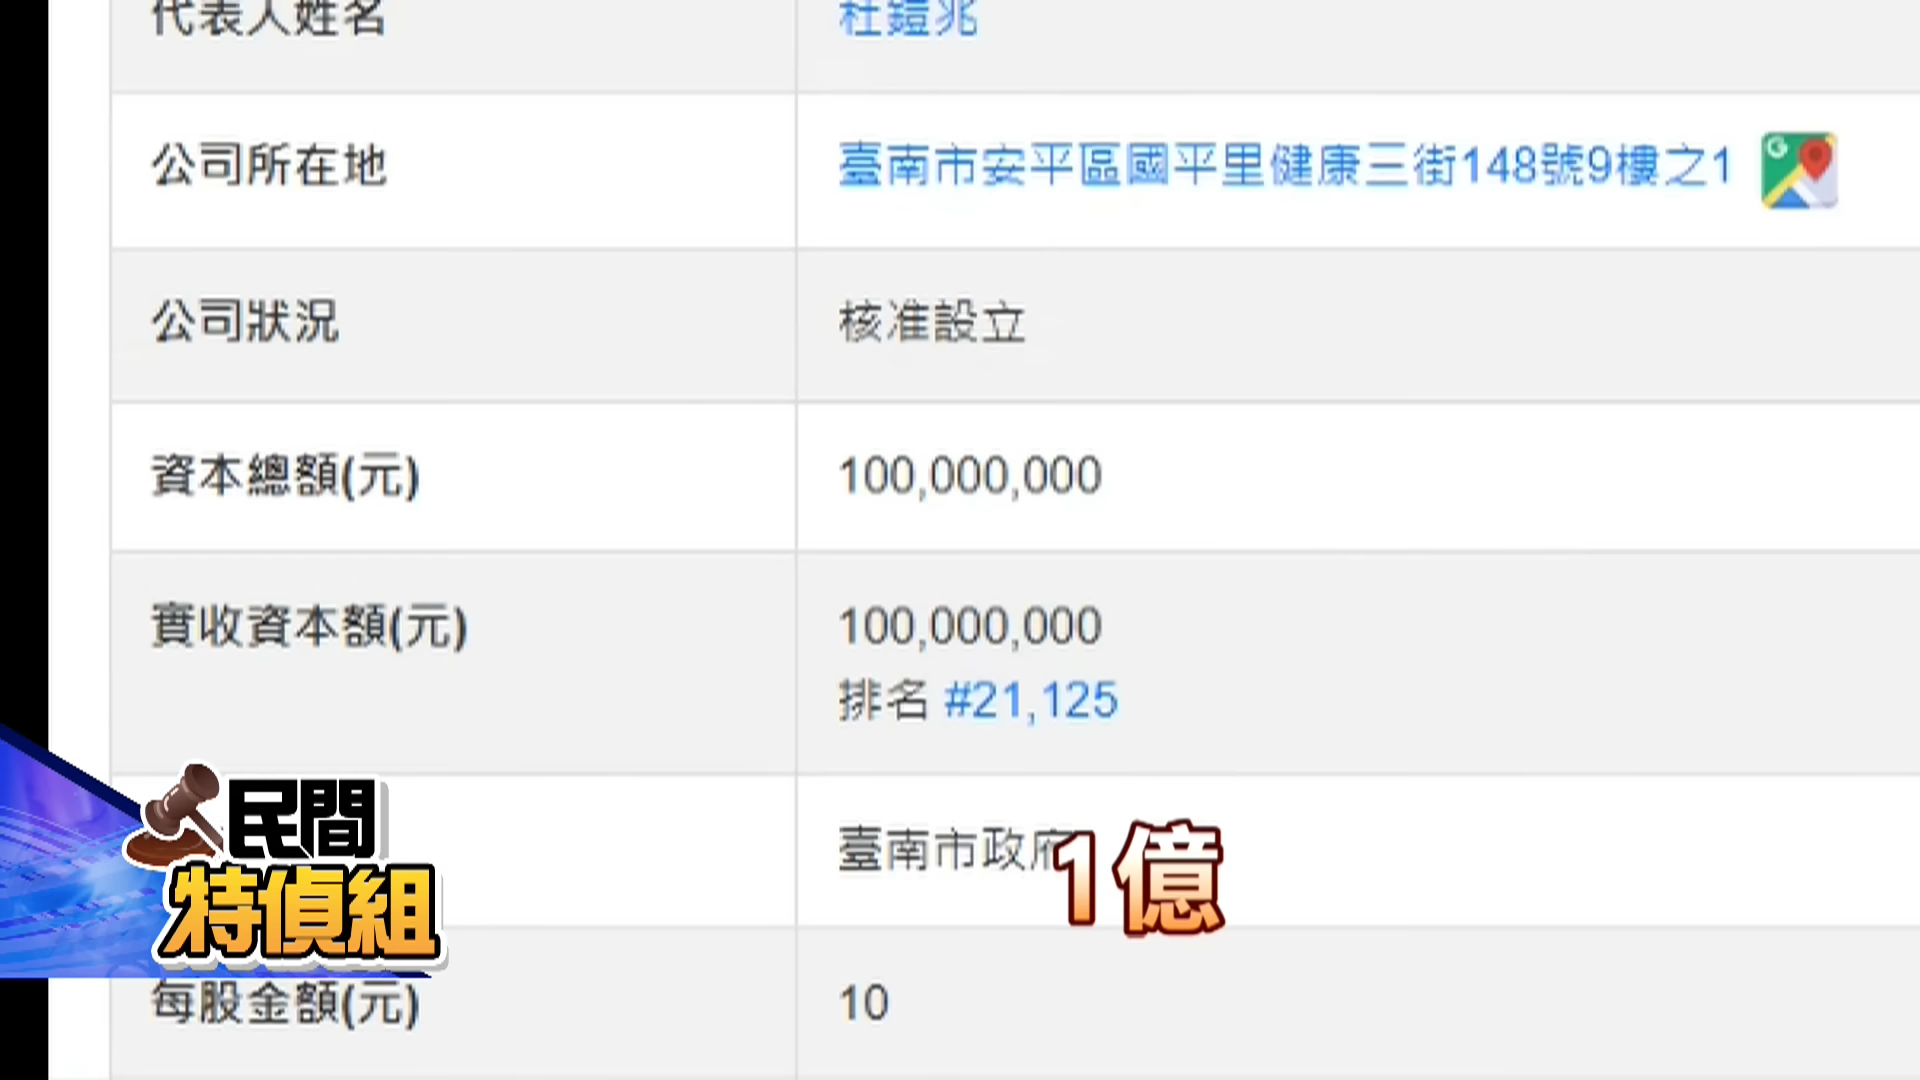 代表人姓名
杜鎧兆
公司所在地
臺南市安平區國平里健康三街148號9樓之1
公司狀況
核准設立
資本總額(元)
100,000,000
實收資本額(元)
100,000,000
排名 #21,125
臺南市政府
1億
民間
特偵組
每股金額(元)
10